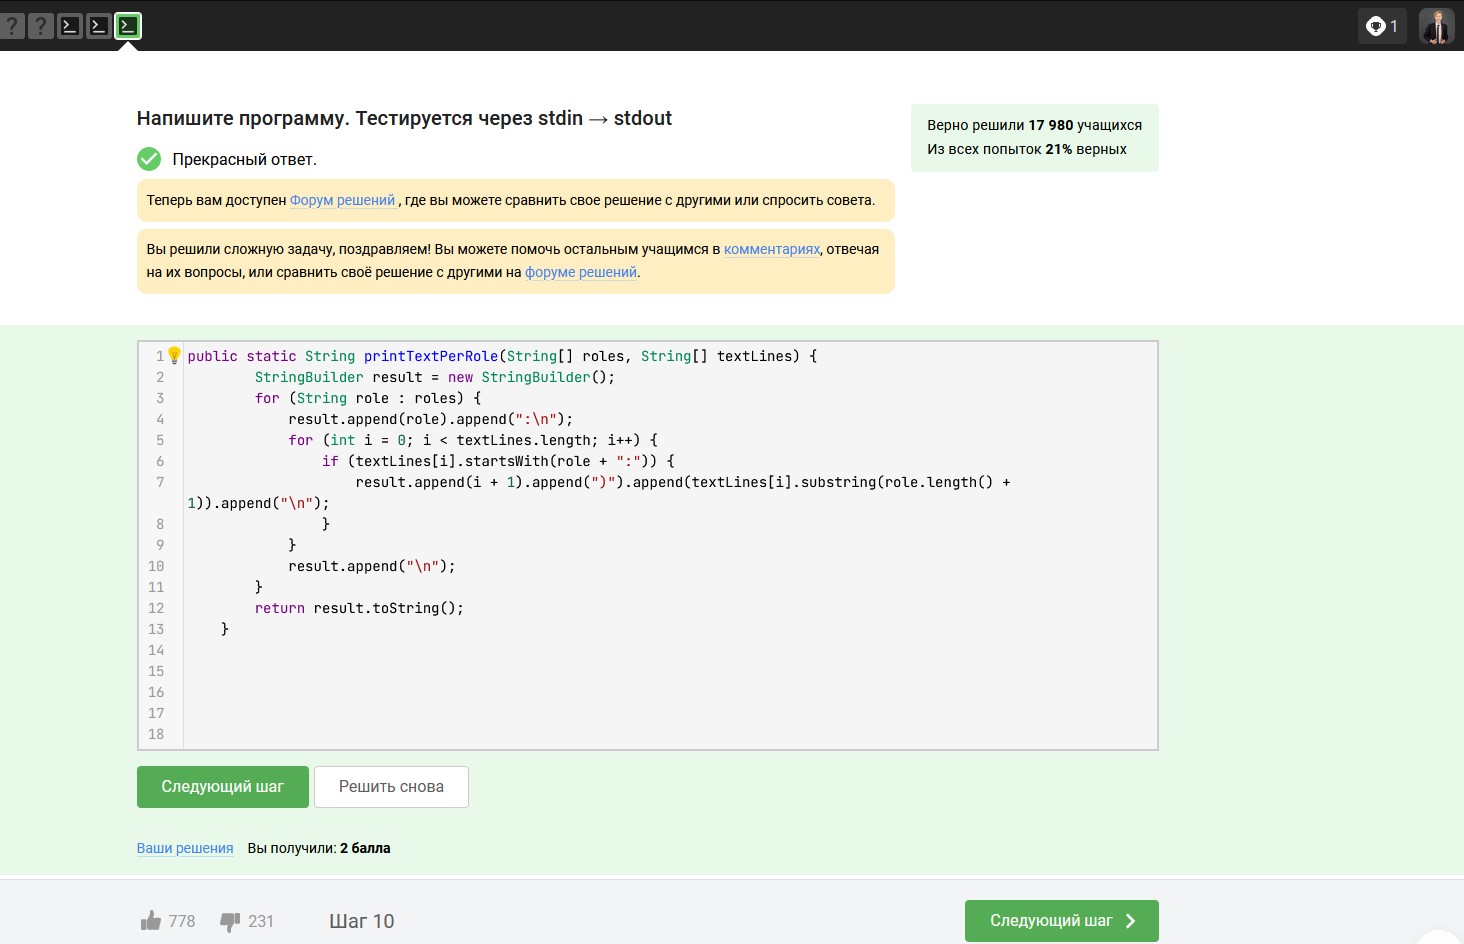 ? ?
1
Напишите программу. Тестируется через stdin → stdout
Верно решили 17 980 учащихся
Из всех попыток 21% верных
Прекрасный ответ.
Теперь вам доступен Форум решений , где вы можете сравнить свое решение с другими или спросить совета.
Вы решили сложную задачу, поздравляем! Вы можете помочь остальным учащимся в комментариях, отвечая
на их вопросы, или сравнить своё решение с другими на форуме решений.
1 public static String printTextPerRole(String[] roles, String[] textLines) {
2 StringBuilder result = new StringBuilder();
3 for (String role : roles) {
4 result.append(role).append(":\n");
5 for (int i = 0; i < textLines.length; i++) {
6 if (textLines[i].startsWith(role + ":")) {
7 result.append(i + 1).append(")").append(textLines[i].substring(role.length() +
1)).append("\n");
8 }
9 }
10 result.append("\n");
11 }
12 return result.toString();
13 }
14
15
16
17
18
Следующий шаг Решить снова
Ваши решения Вы получили: 2 балла
778 231 Шаг 10 Следующий шаг